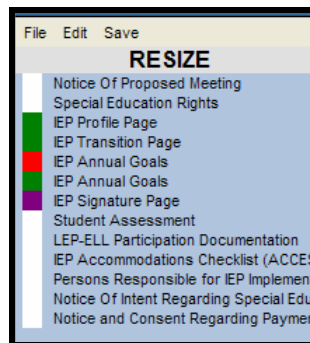 File Edit Save
RESIZE
Notice Of Proposed Meeting
Special Education Rights
IEP Profile Page
IEP Transition Page
IEP Annual Goals
IEP Annual Goals
IEP Signature Page
Student Assessment
LEP-ELL Participation Documentation
IEP Accommodations Checklist (ACCES
Persons Responsible for IEP Implemen
Notice Of Intent Regarding Special Edu
Notice and Consent Regarding Paymer